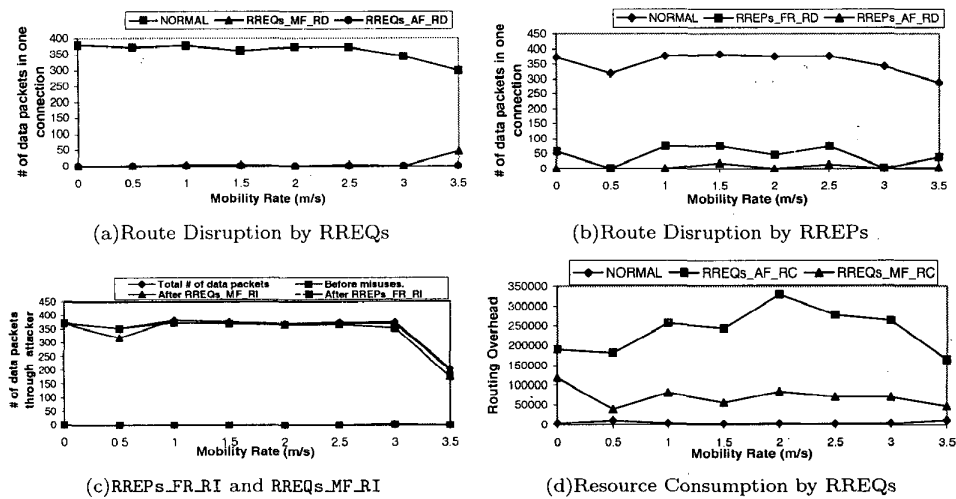 NORMAL RREQs_MF_RD RREQs_AF_RD
# of data packets in one connection
400
350
300
250
200
150
100
50
0
0 0.5 1 1.5 2 2.5 3 3.5
Mobility Rate (m/s)
(a)Route Disruption by RREQs
NORMAL RREPs_FR_RD RREPs_AF_RD
# of data packets in one connection
450
400
350
300
250
200
150
100
50
0
0 0.5 1 1.5 2 2.5 3 3.5
Mobility Rate (m/s)
(b)Route Disruption by RREPs
Total # of data packets Before misuses.
After RREQs_MF_RI After RREPs_FR_RI
# of data packets through attacker
450
400
350
300
250
200
150
100
50
0
0 0.5 1 1.5 2 2.5 3 3.5
Mobility Rate (m/s)
(c)RREPs_FR_RI and RREQs_MF_RI
NORMAL RREQs_AF_RC RREQs_MF_RC
Routing Overhead
350000
300000
250000
200000
150000
100000
50000
0
0 0.5 1 1.5 2 2.5 3 3.5
Mobility Rate (m/s)
(d)Resource Consumption by RREQs